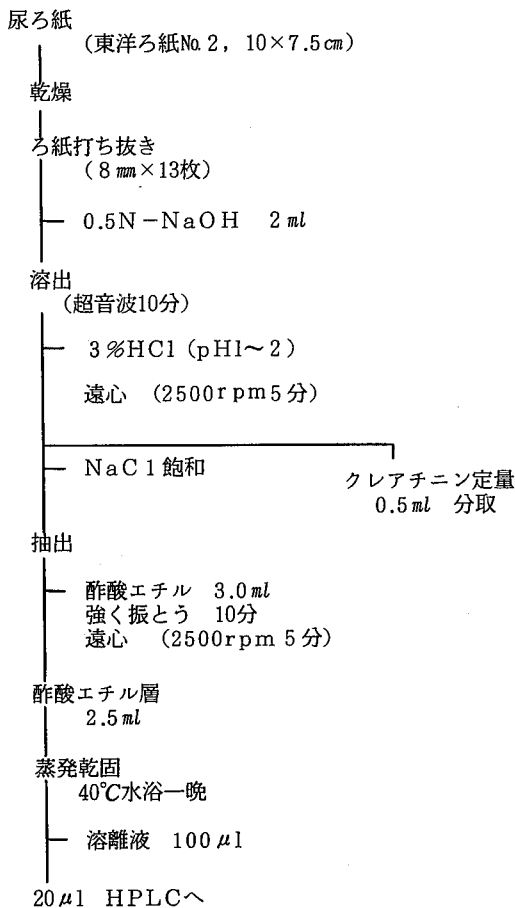 尿ろ紙
(東洋ろ紙No.2, 10×7.5cm)
乾燥
ろ紙打ち抜き
(8mm×13枚)
0.5N-NaOH 2ml
溶出
(超音波10分)
3%HCl (pH1~2)
遠心 (2500rpm5分)
NaCl飽和
クレアチニン定量
0.5ml 分取
抽出
酢酸エチル 3.0ml
強く振とう 10分
遠心 (2500rpm 5分)
酢酸エチル層
2.5ml
蒸発乾固
40℃水浴一晩
溶離液 100μl
20μl HPLCへ